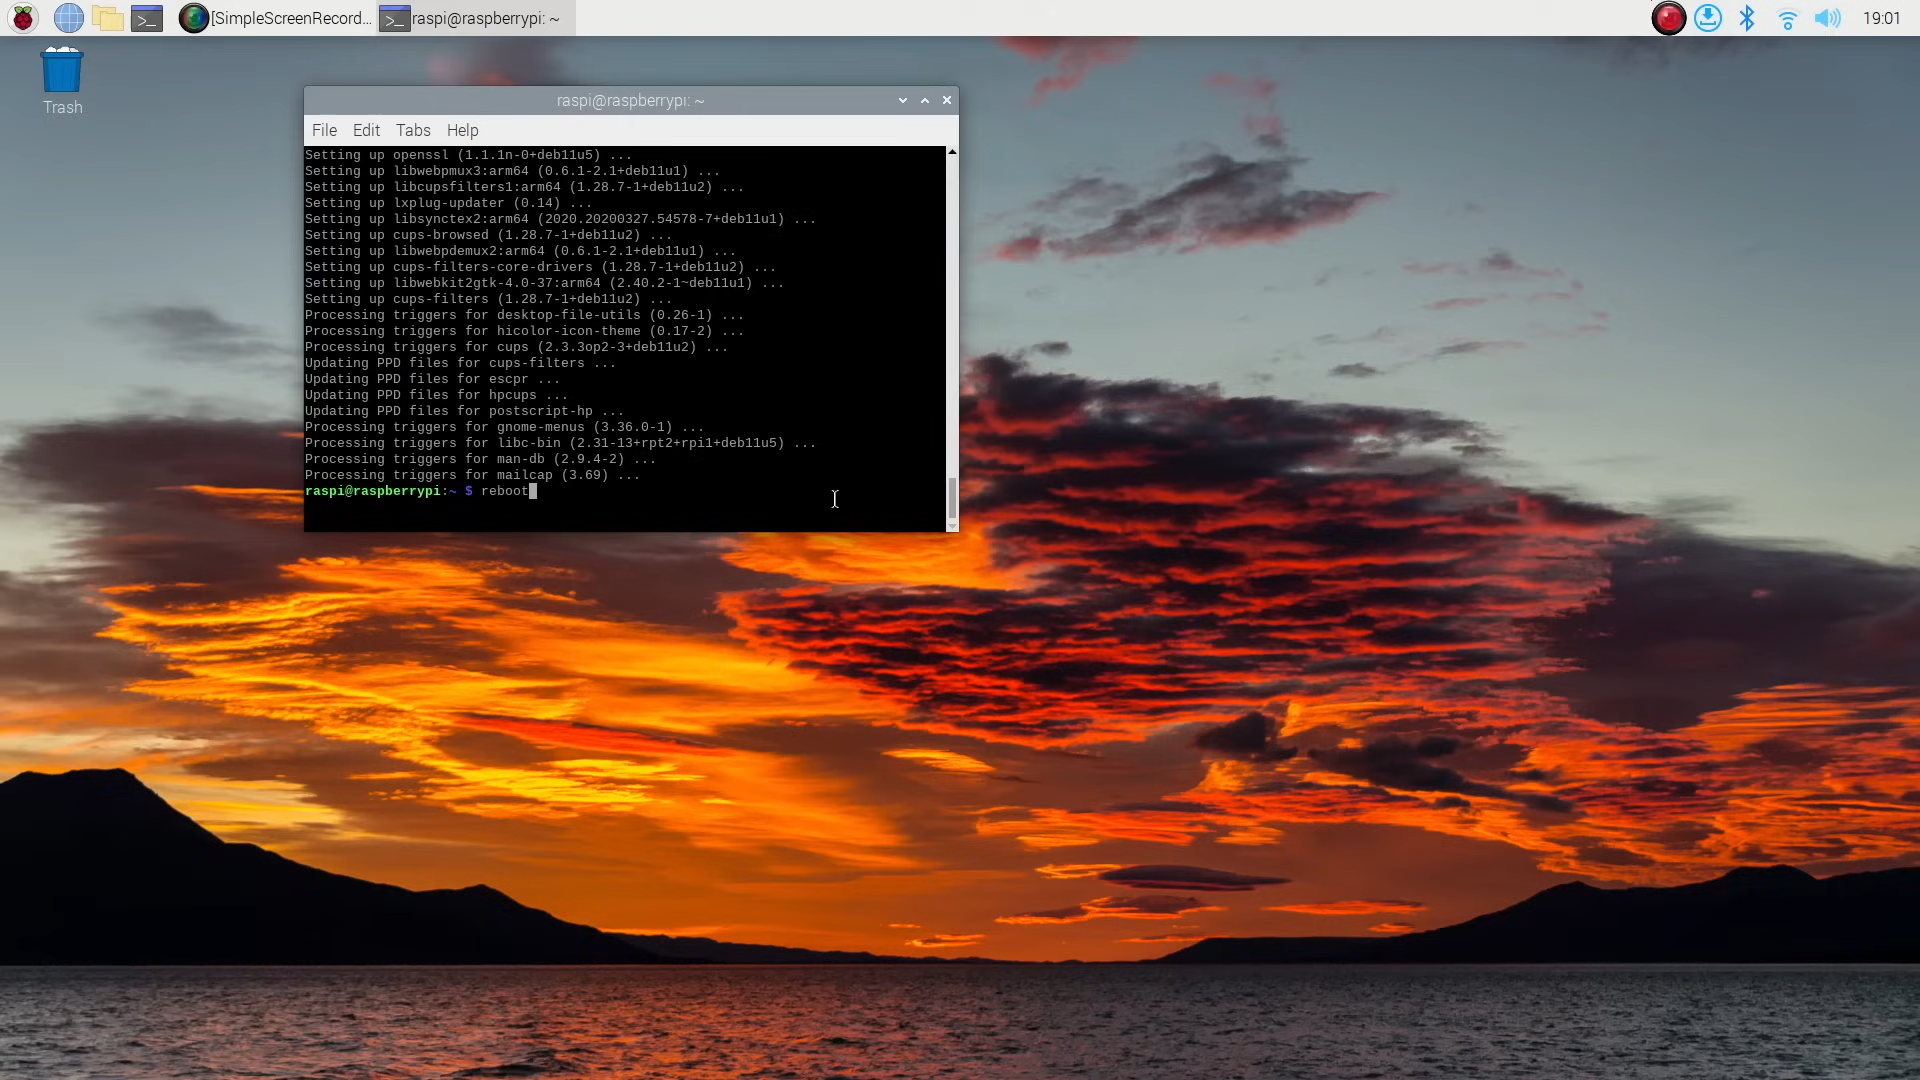 [SimpleScreenRecord... raspi@raspberrypi: ~ 19:01
Trash
raspi@raspberrypi: ~
File Edit Tabs Help
Setting up openssl (1.1.1n-0+deb11u5) ...
Setting up libwebpmux3:arm64 (0.6.1-2.1+deb11u1) ...
Setting up libcupsfilters1:arm64 (1.28.7-1+deb11u2) ...
Setting up lxplug-updater (0.14) ...
Setting up libsynctex2:arm64 (2020.20200327.54578-7+deb11u1) ...
Setting up cups-browsed (1.28.7-1+deb11u2) ...
Setting up libwebpdemux2:arm64 (0.6.1-2.1+deb11u1) ...
Setting up cups-filters-core-drivers (1.28.7-1+deb11u2) ...
Setting up libwebkit2gtk-4.0-37:arm64 (2.40.2-1~deb11u1) ...
Setting up cups-filters (1.28.7-1+deb11u2) ...
Processing triggers for desktop-file-utils (0.26-1) ...
Processing triggers for hicolor-icon-theme (0.17-2) ...
Processing triggers for cups (2.3.3op2-3+deb11u2) ...
Updating PPD files for cups-filters ...
Updating PPD files for escpr ...
Updating PPD files for hpcups ...
Updating PPD files for postscript-hp ...
Processing triggers for gnome-menus (3.36.0-1) ...
Processing triggers for libc-bin (2.31-13+rpt2+rpi1+deb11u5) ...
Processing triggers for man-db (2.9.4-2) ...
Processing triggers for mailcap (3.69) ...
raspi@raspberrypi:~ $ reboot